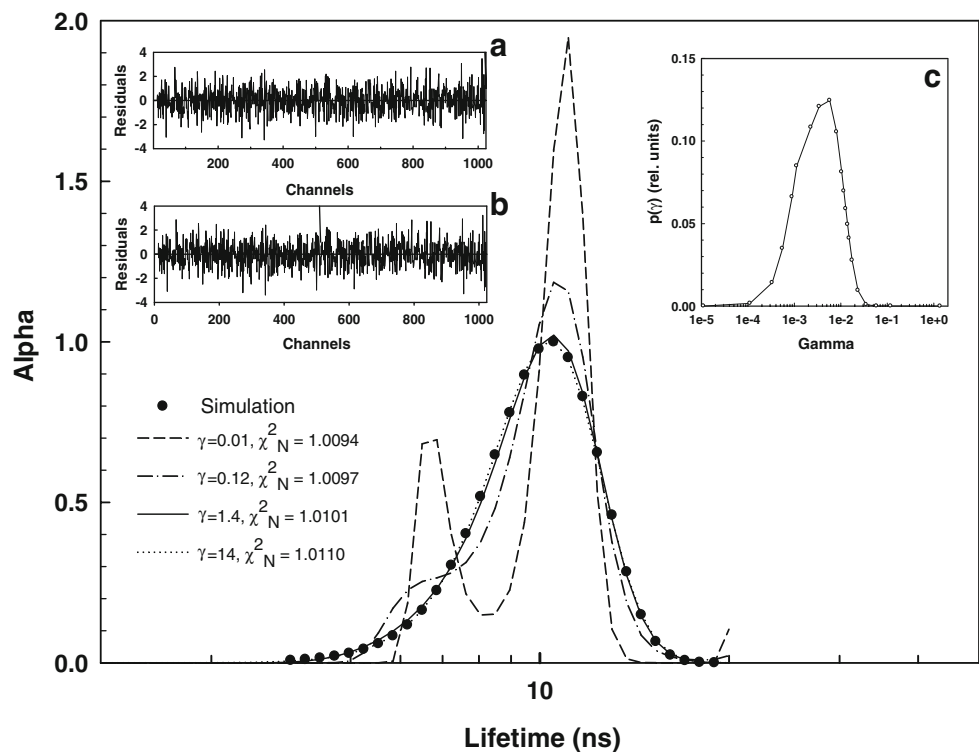 2.0
1.5
1.0
0.5
0.0
Alpha
10
Lifetime (ns)
a
4
2
0
-2
-4
Residuals
200 400 600 800 1000
Channels
b
4
2
0
-2
-4
Residuals
0 200 400 600 800 1000
Channels
c
0.15
0.10
0.05
0.00
p(γ) (rel. units)
1e-5 1e-4 1e-3 1e-2 1e-1 1e+0
Gamma
Simulation
γ=0.01, χ²N = 1.0094
γ=0.12, χ²N = 1.0097
γ=1.4, χ²N = 1.0101
γ=14, χ²N = 1.0110